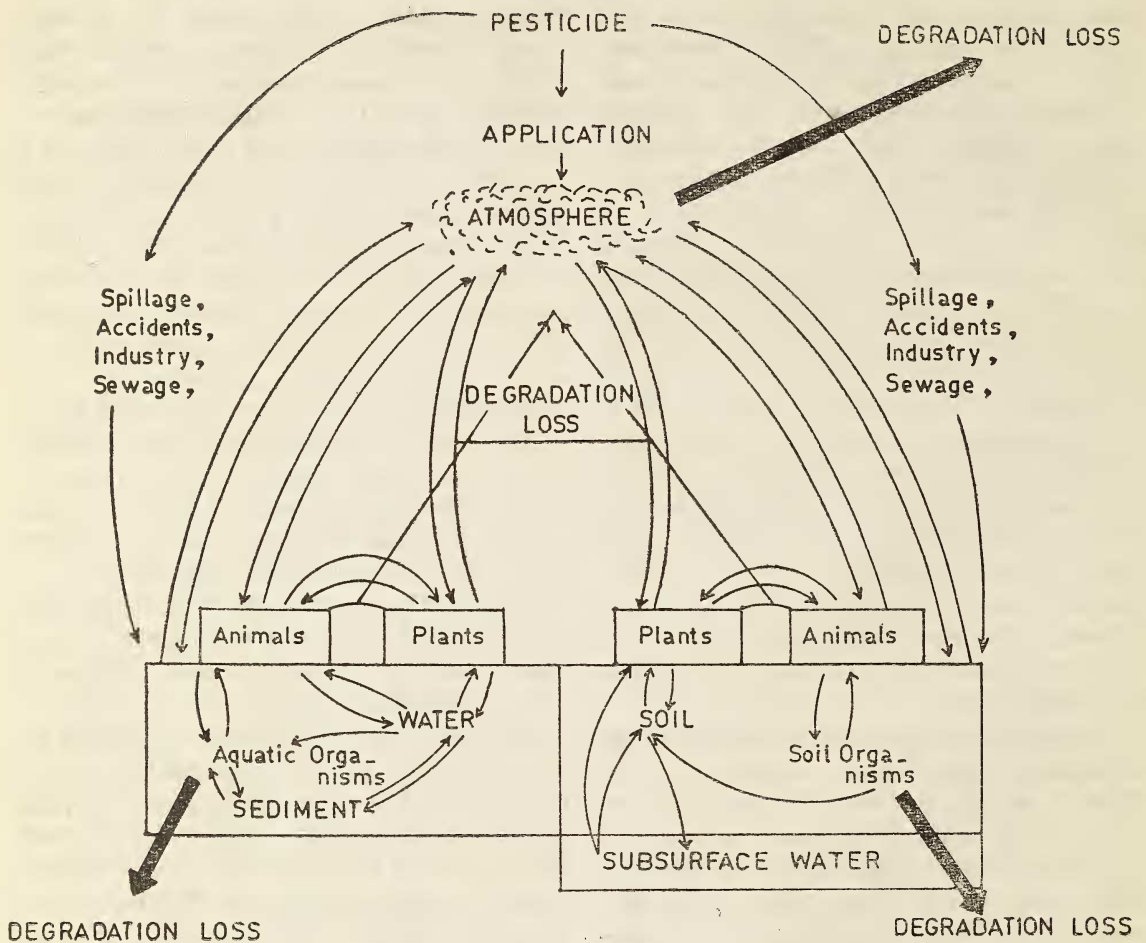 PESTICIDE
DEGRADATION LOSS
APPLICATION
ATMOSPHERE
Spillage,
Accidents,
Industry,
Sewage,
Spillage,
Accidents,
Industry,
Sewage,
DEGRADATION
LOSS
Animals
Plants
Plants
Animals
WATER
Aquatic Orga_
nisms
SEDIMENT
SOIL
Soil Orga_
nisms
SUBSURFACE WATER
DEGRADATION LOSS
DEGRADATION LOSS